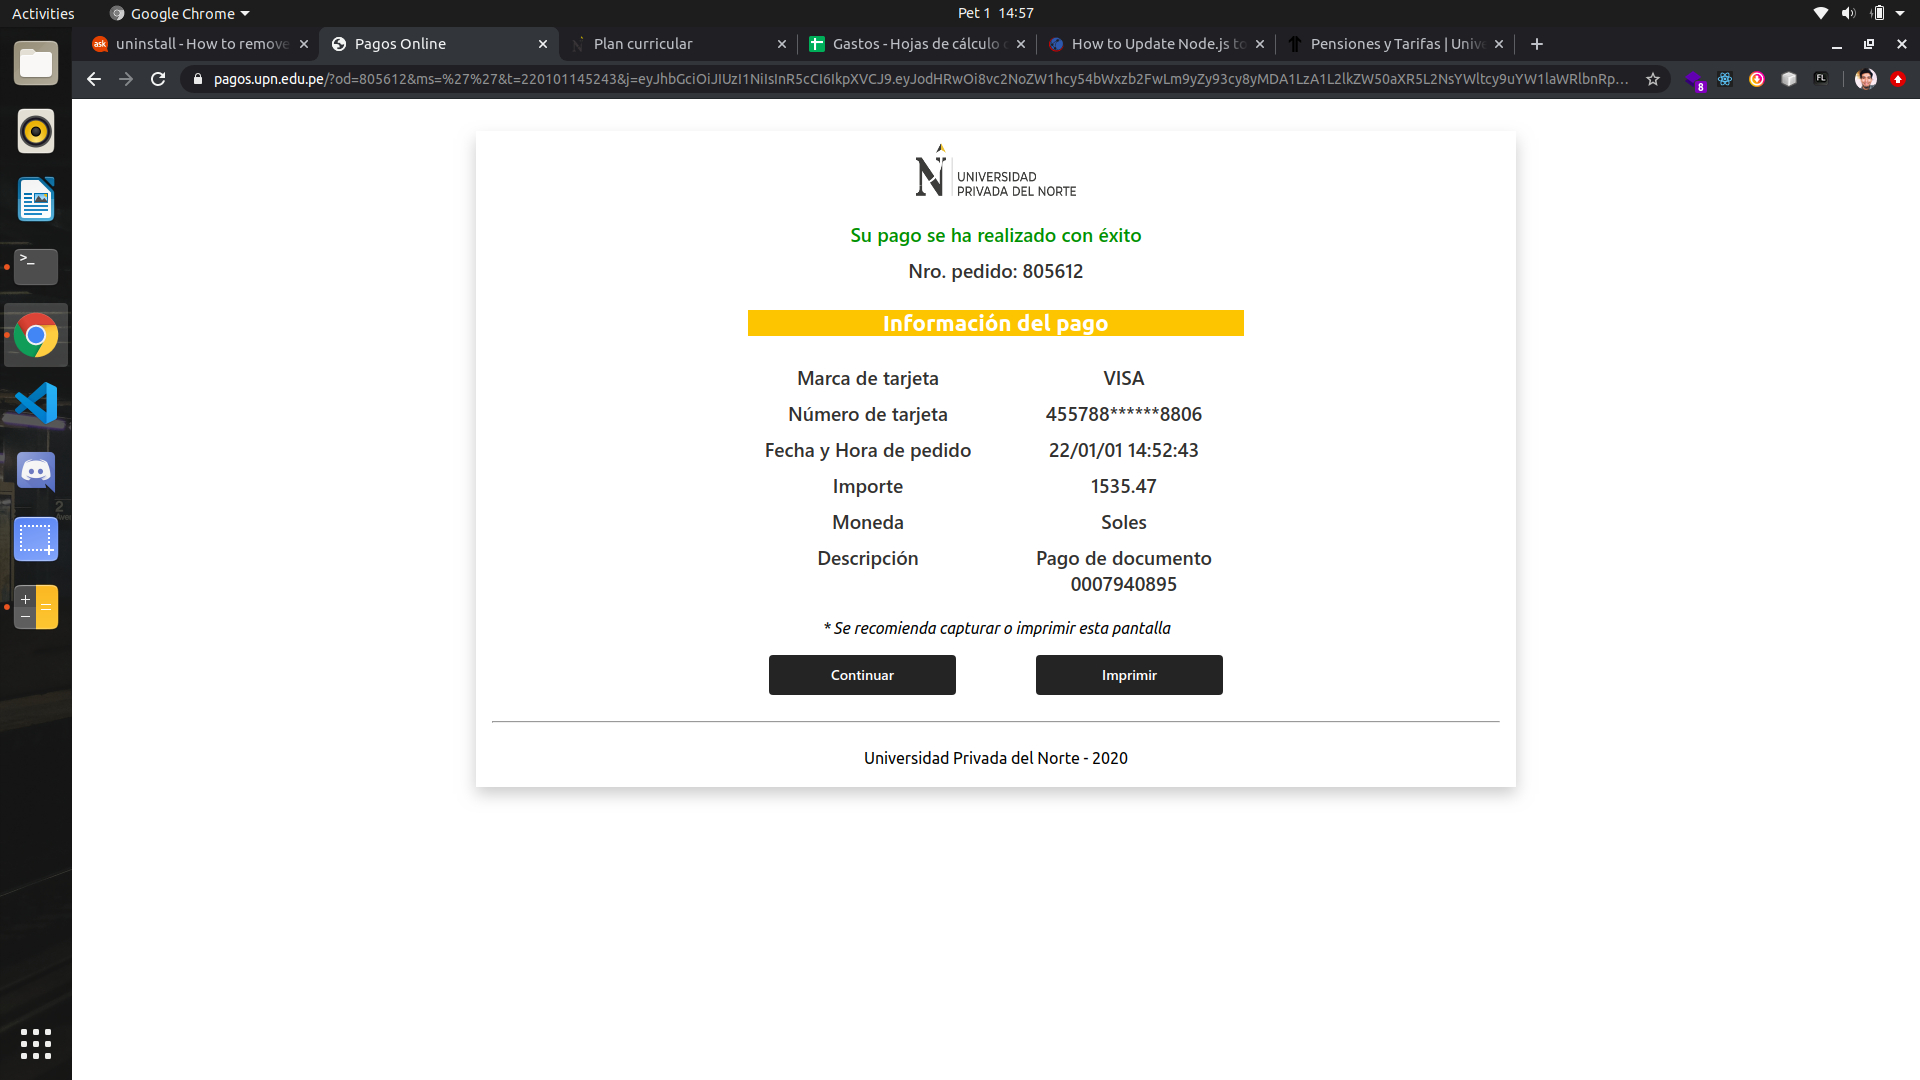 Activities
Google Chrome
Pet 1 14:57
uninstall - How to remove
Pagos Online
Plan curricular
Gastos - Hojas de cálculo
How to Update Node.js to
Pensiones y Tarifas | Univ
pagos.upn.edu.pe/?od=805612&ms=%27%27&t=220101145243&j=
8
FL
UNIVERSIDAD
PRIVADA DEL NORTE
Su pago se ha realizado con éxito
Nro. pedido: 805612
Información del pago
Marca de tarjeta VISA
Número de tarjeta 455788******8806
Fecha y Hora de pedido 22/01/01 14:52:43
Importe 1535.47
Moneda Soles
Descripción Pago de documento
0007940895
* Se recomienda capturar o imprimir esta pantalla
Continuar Imprimir
Universidad Privada del Norte - 2020